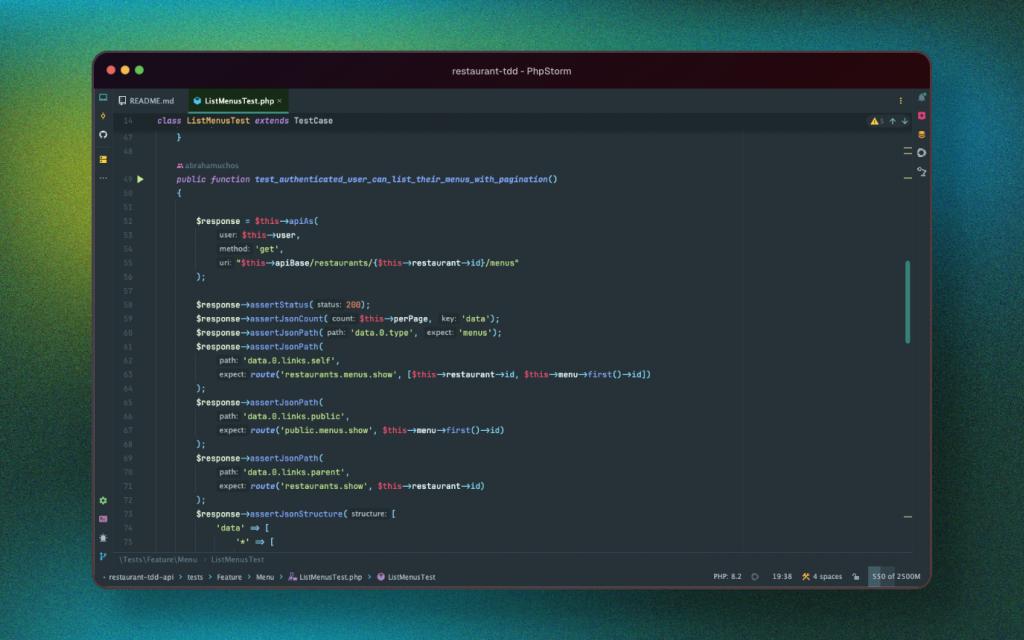 restaurant-tdd - PhpStorm
README.md ListMenusTest.php ×
14 class ListMenusTest extends TestCase
47 }
48
abrahamuchos
49 public function test_authenticated_user_can_list_their_menus_with_pagination()
50 {
51
52 $response = $this->apiAs(
53 user: $this->user,
54 method: 'get',
55 uri: "$this->apiBase/restaurants/{$this->restaurant->id}/menus"
56 );
57
58 $response->assertStatus( status: 200);
59 $response->assertJsonCount( count: $this->perPage, key: 'data');
60 $response->assertJsonPath( path: 'data.0.type', expect: 'menus');
61 $response->assertJsonPath(
62 path: 'data.0.links.self',
63 expect: route('restaurants.menus.show', [$this->restaurant->id, $this->menu->first()->id])
64 );
65 $response->assertJsonPath(
66 path: 'data.0.links.public',
67 expect: route('public.menus.show', $this->menu->first()->id)
68 );
69 $response->assertJsonPath(
70 path: 'data.0.links.parent',
71 expect: route('restaurants.show', $this->restaurant->id)
72 );
73 $response->assertJsonStructure( structure: [
74 'data' => [
75 '*' => [
\Tests\Feature\Menu › ListMenusTest
restaurant-tdd-api › tests › Feature › Menu › ListMenusTest.php › ListMenusTest PHP: 8.2 19:38 4 spaces 550 of 2500M